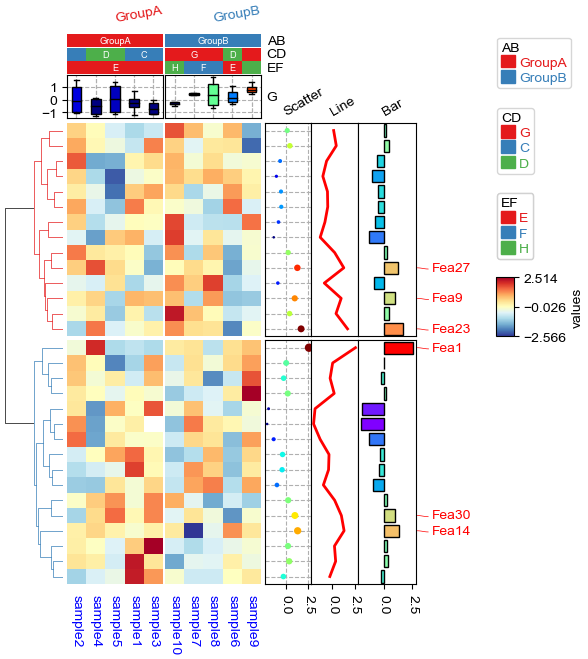 GroupA GroupB
GroupA GroupB AB
D C G D CD
E H F E EF
1
0
−1
G
Scatter Line Bar
AB
GroupA
GroupB
CD
G
C
D
EF
E
F
H
2.514
−0.026
−2.566
values
Fea27
Fea9
Fea23
Fea1
Fea30
Fea14
0.0 2.5 0.0 2.5 0.0 2.5
sample2 sample4 sample5 sample1 sample3 sample10 sample7 sample8 sample6 sample9